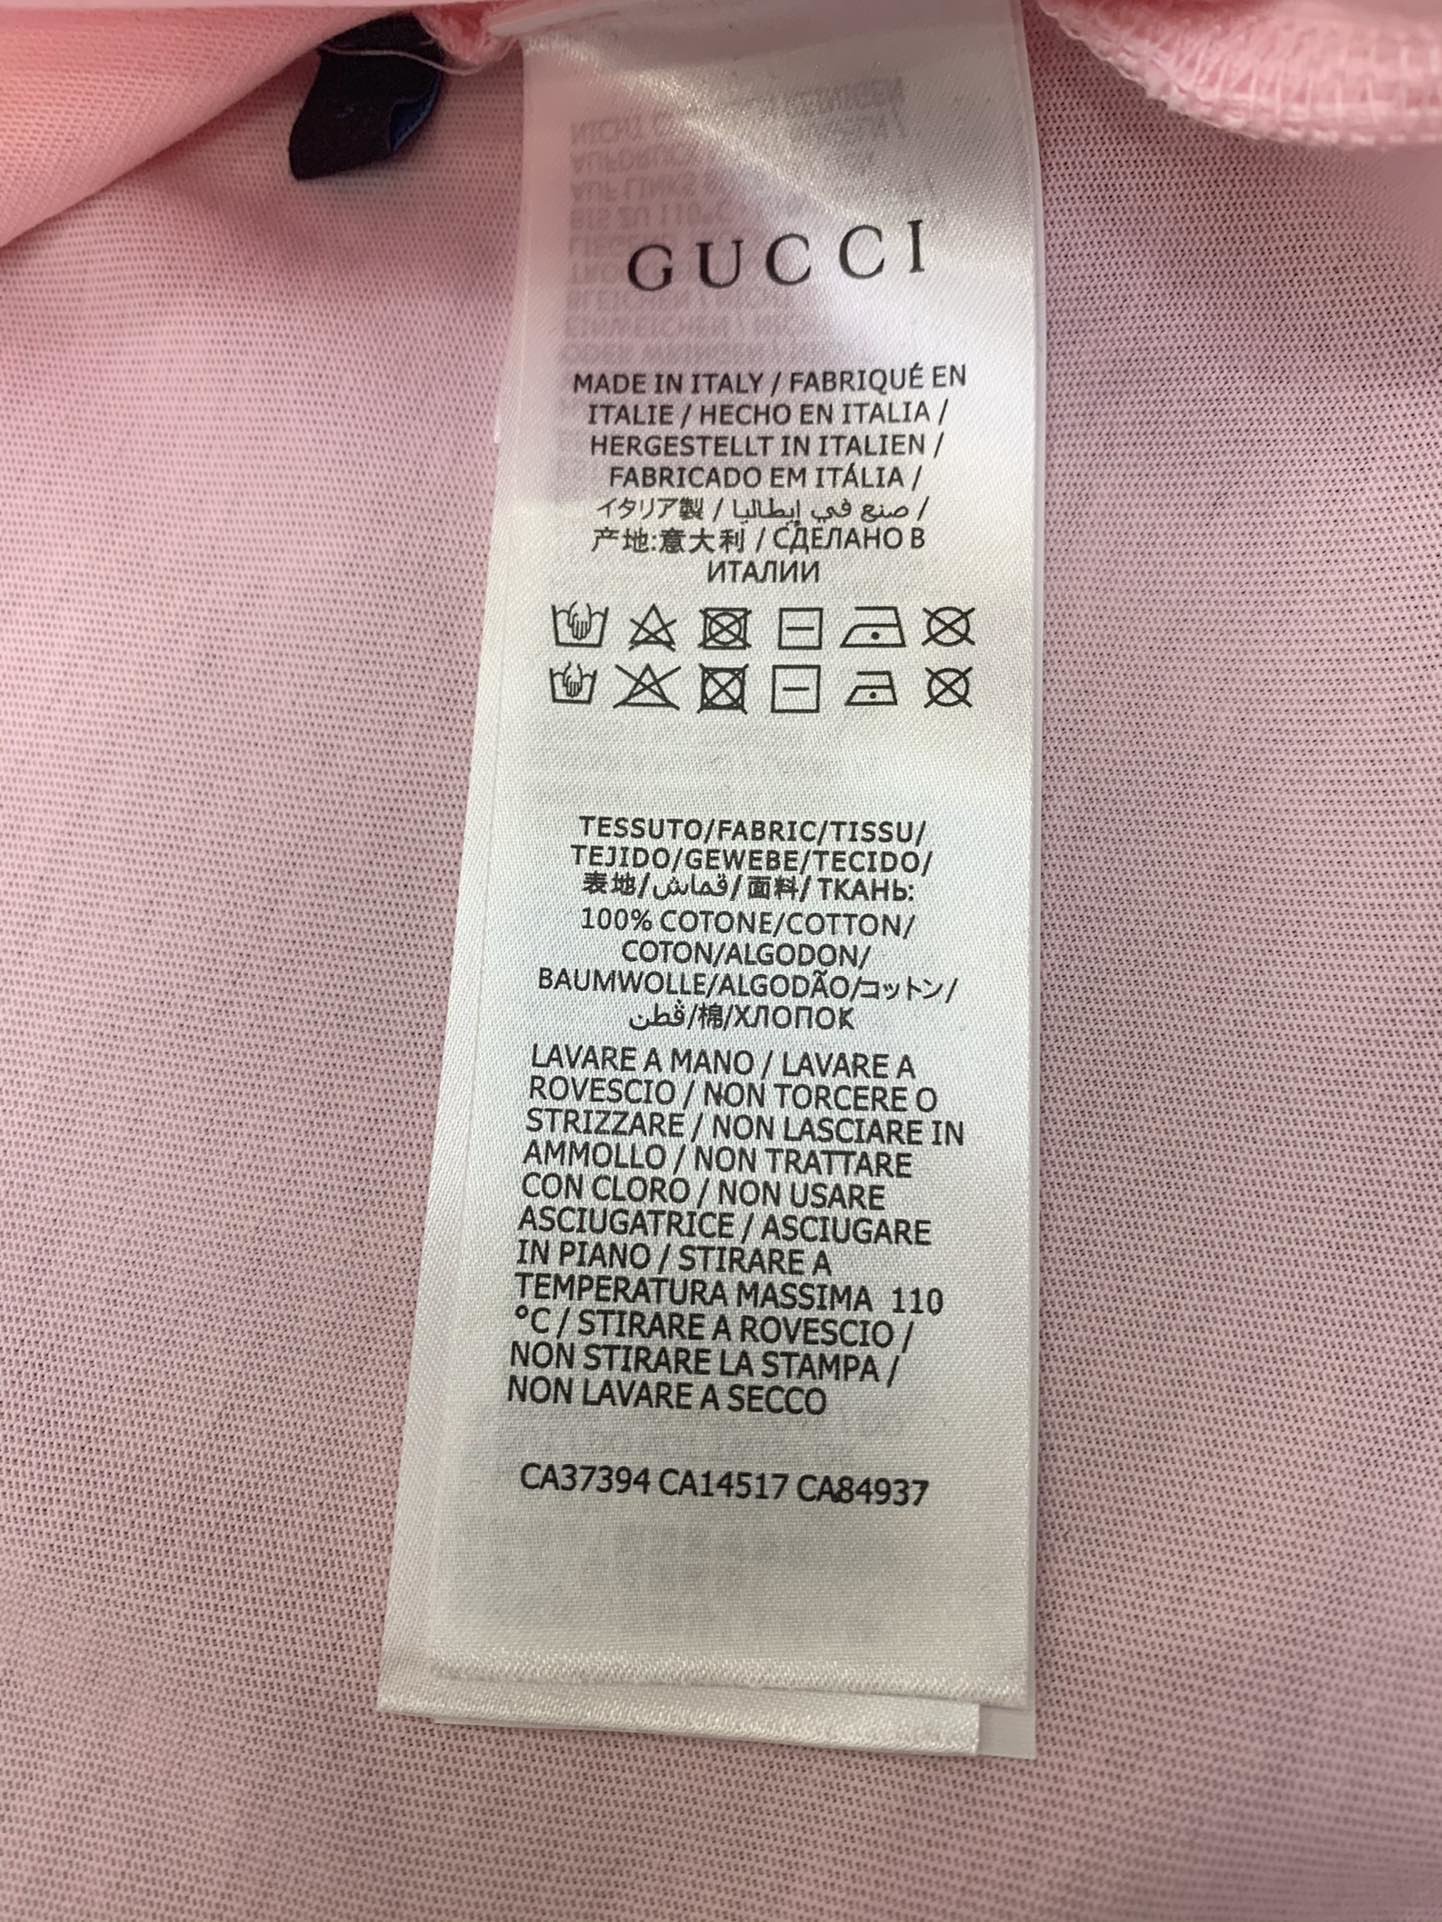 GUCCI
MADE IN ITALY / FABRIQUÉ EN
ITALIE / HECHO EN ITALIA /
HERGESTELLT IN ITALIEN /
FABRICADO EM ITÁLIA /
イタリア製 / صنع في إيطاليا /
产地:意大利 / СДЕЛАНО В
ИТАЛИИ
TESSUTO/FABRIC/TISSU/
TEJIDO/GEWEBE/TECIDO/
表地/قماش/面料/ТКАНЬ:
100% COTONE/COTTON/
COTON/ALGODON/
BAUMWOLLE/ALGODÃO/コットン/
قطن/棉/ХЛОПОК
LAVARE A MANO / LAVARE A
ROVESCIO / NON TORCERE O
STRIZZARE / NON LASCIARE IN
AMMOLLO / NON TRATTARE
CON CLORO / NON USARE
ASCIUGATRICE / ASCIUGARE
IN PIANO / STIRARE A
TEMPERATURA MASSIMA 110
°C / STIRARE A ROVESCIO /
NON STIRARE LA STAMPA /
NON LAVARE A SECCO
CA37394 CA14517 CA84937